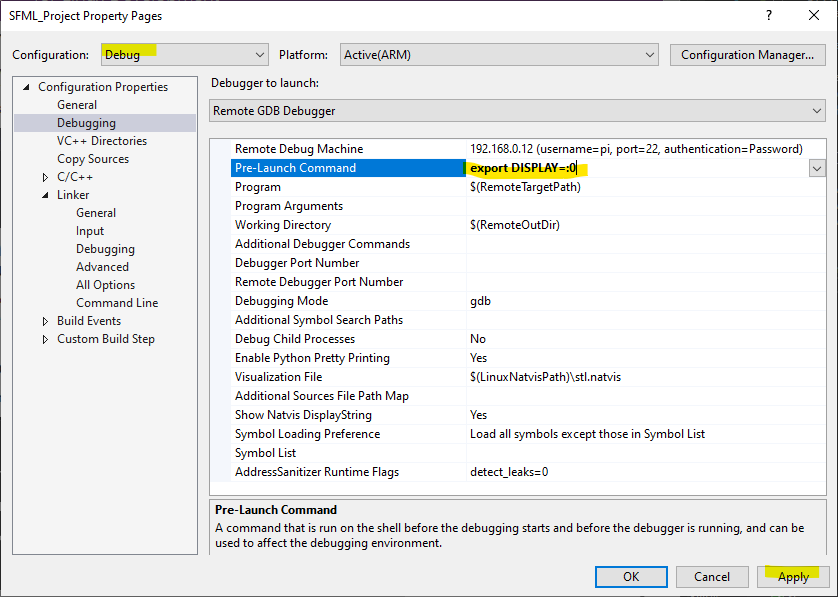 SFML_Project Property Pages
?
Configuration: Debug Platform: Active(ARM) Configuration Manager...
Configuration Properties
General
Debugging
VC++ Directories
Copy Sources
C/C++
Linker
General
Input
Debugging
Advanced
All Options
Command Line
Build Events
Custom Build Step
Debugger to launch:
Remote GDB Debugger
Remote Debug Machine 192.168.0.12 (username=pi, port=22, authentication=Password)
Pre-Launch Command export DISPLAY=:0
Program $(RemoteTargetPath)
Program Arguments
Working Directory $(RemoteOutDir)
Additional Debugger Commands
Debugger Port Number
Remote Debugger Port Number
Debugging Mode gdb
Additional Symbol Search Paths
Debug Child Processes No
Enable Python Pretty Printing Yes
Visualization File $(LinuxNatvisPath)\stl.natvis
Additional Sources File Path Map
Show Natvis DisplayString Yes
Symbol Loading Preference Load all symbols except those in Symbol List
Symbol List
AddressSanitizer Runtime Flags detect_leaks=0
Pre-Launch Command
A command that is run on the shell before the debugging starts and before the debugger is running, and can be
used to affect the debugging environment.
OK Cancel Apply